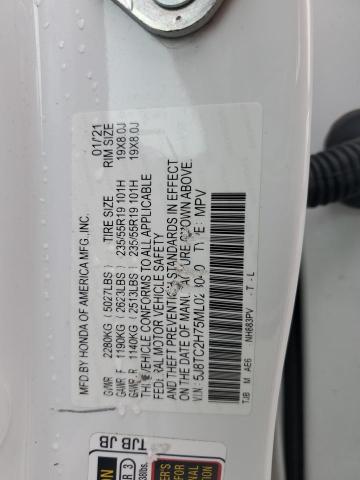 MFD BY HONDA OF AMERICA MFG.,INC. 01/21
G/VWR 2280KG (5027LBS) TIRE SIZE RIM SIZE
GAWR F 1190KG (2623LBS) 235/55R19 101H 19X8.0J
GAWR R 1140KG (2513LBS) 235/55R19 101H 19X8.0J
THIS VEHICLE CONFORMS TO ALL APPLICABLE
FEDERAL MOTOR VEHICLE SAFETY
AND THEFT PREVENTION STANDARDS IN EFFECT
ON THE DATE OF MANUFACTURE SHOWN ABOVE.
V.I.N. TYPE: MPV
NH883PV - T - L
TJB M AE6
TJB JB